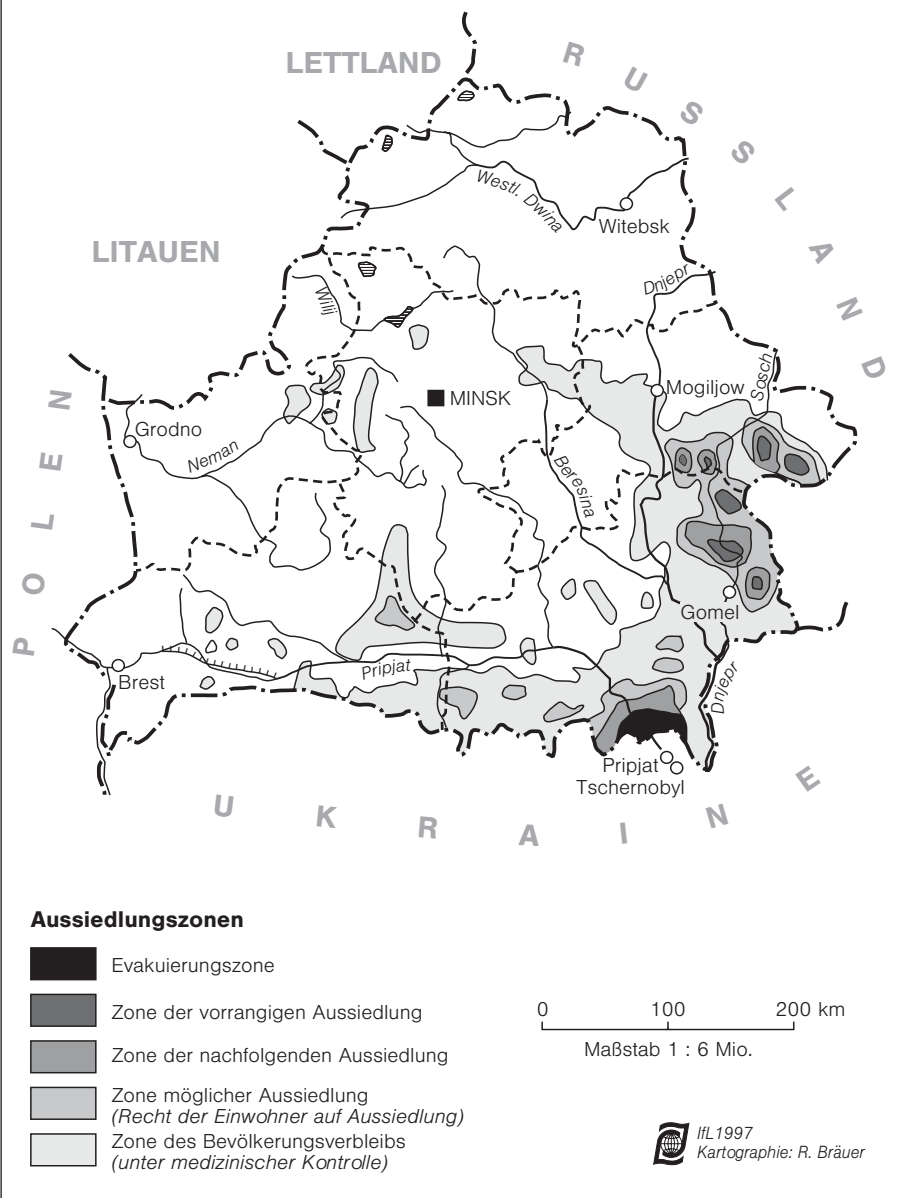 LETTLAND
RUSSLAND
LITAUEN
Westl. Dwina
Witebsk
Dnjepr
Wilij
Mogiljow
Sosch
MINSK
POLEN
Grodno
Neman
Beresina
Gomel
Pripjat
Brest
Dnjepr
Pripjat
Tschernobyl
UKRAINE
Aussiedlungszonen
Evakuierungszone
Zone der vorrangigen Aussiedlung
Zone der nachfolgenden Aussiedlung
Zone möglicher Aussiedlung
(Recht der Einwohner auf Aussiedlung)
Zone des Bevölkerungsverbleibs
(unter medizinischer Kontrolle)
0 100 200 km
Maßstab 1 : 6 Mio.
IfL1997
Kartographie: R. Bräuer